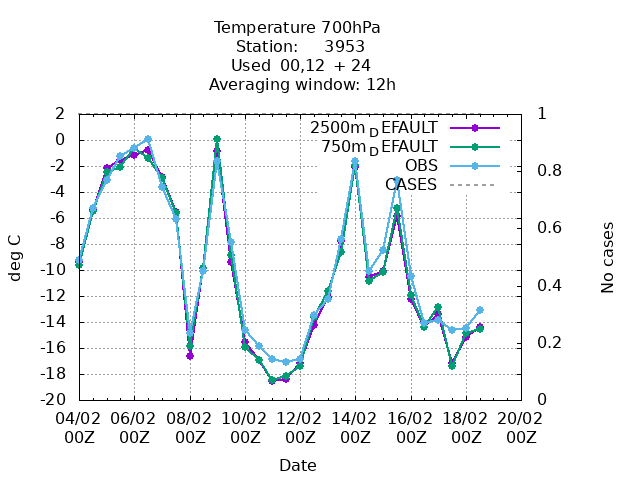 Temperature 700hPa
Station: 3953
Used 00,12 + 24
Averaging window: 12h
2500m_DEFAULT
750m_DEFAULT
OBS
CASES
2
0
-2
-4
-6
-8
-10
-12
-14
-16
-18
-20
deg C
1
0.8
0.6
0.4
0.2
0
No cases
04/02 06/02 08/02 10/02 12/02 14/02 16/02 18/02 20/02
00Z 00Z 00Z 00Z 00Z 00Z 00Z 00Z 00Z
Date